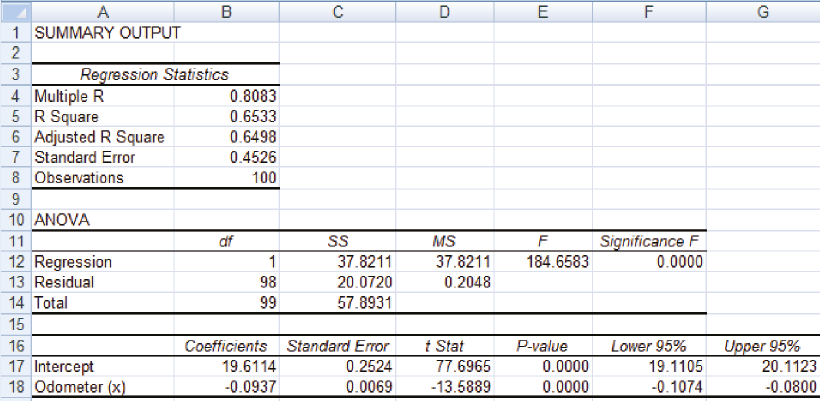 A B C D E F G
1 SUMMARY OUTPUT
2
3 Regression Statistics
4 Multiple R 0.8083
5 R Square 0.6533
6 Adjusted R Square 0.6498
7 Standard Error 0.4526
8 Observations 100
9
10 ANOVA
11 df SS MS F Significance F
12 Regression 1 37.8211 37.8211 184.6583 0.0000
13 Residual 98 20.0720 0.2048
14 Total 99 57.8931
15
16 Coefficients Standard Error t Stat P-value Lower 95% Upper 95%
17 Intercept 19.6114 0.2524 77.6965 0.0000 19.1105 20.1123
18 Odometer (x) -0.0937 0.0069 -13.5889 0.0000 -0.1074 -0.0800